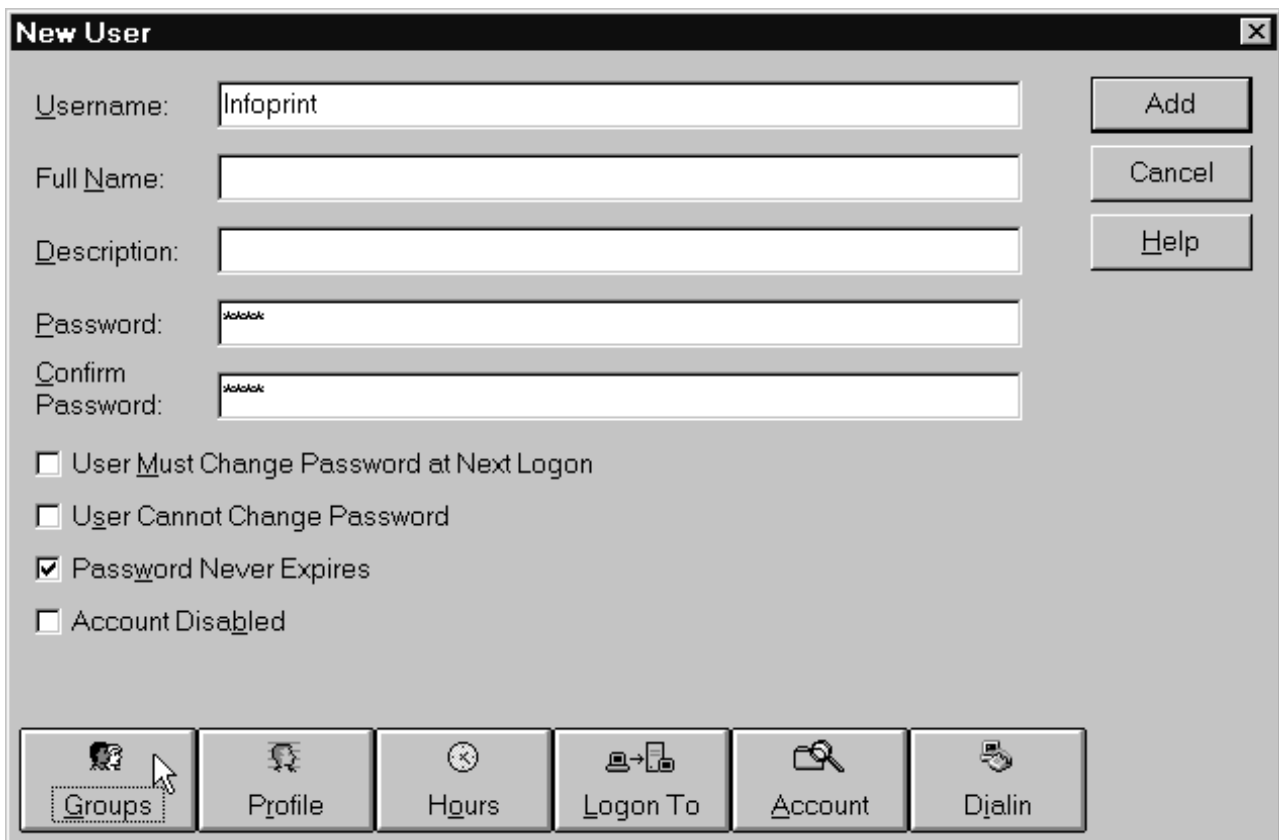 New User
Username: Infoprint
Add
Full Name:
Cancel
Description:
Help
Password: ****
Confirm
Password: ****
User Must Change Password at Next Logon
User Cannot Change Password
Password Never Expires
Account Disabled
Groups Profile Hours Logon To Account Dialin